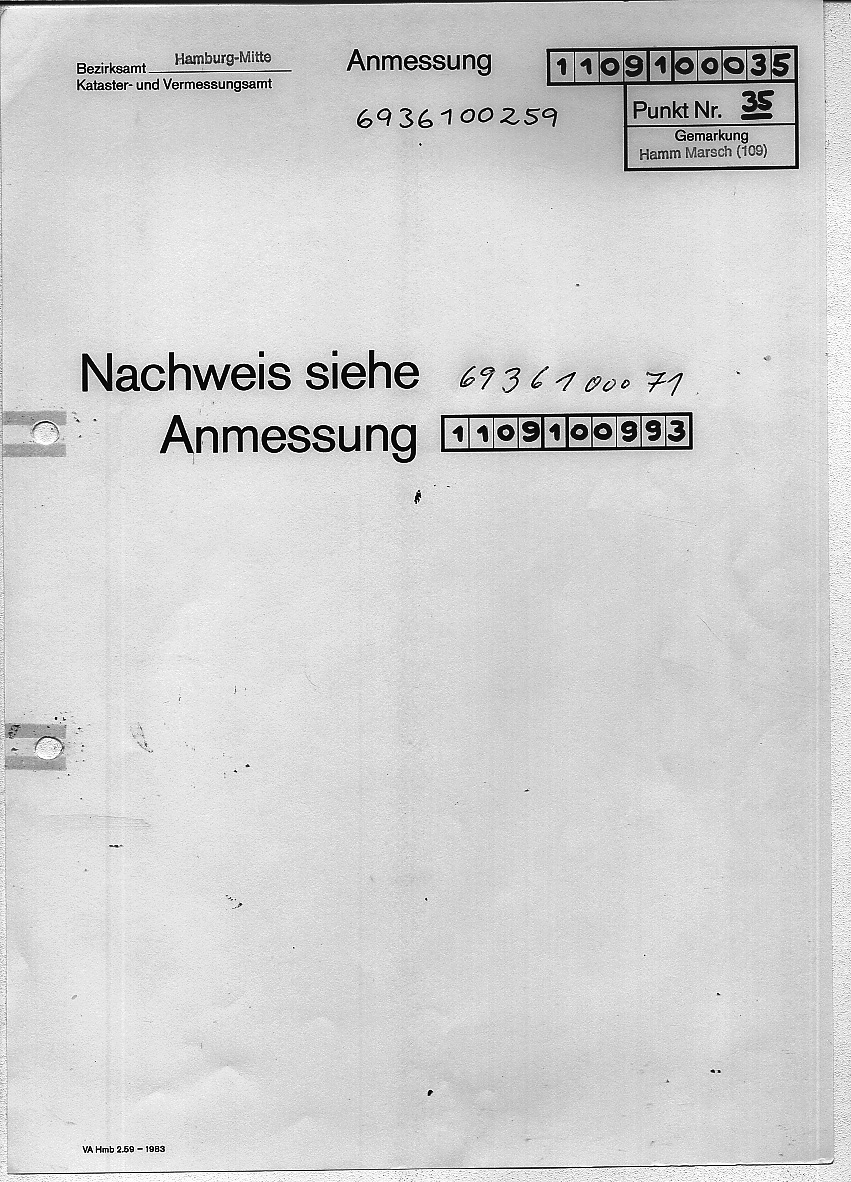 Bezirksamt Hamburg-Mitte
Kataster- und Vermessungsamt
Anmessung
1109100035
6936100259
Punkt Nr. 35
Gemarkung
Hamm Marsch (109)
Nachweis siehe 6936100071
Anmessung 1109100993
VA Hmb 2.59 – 1983